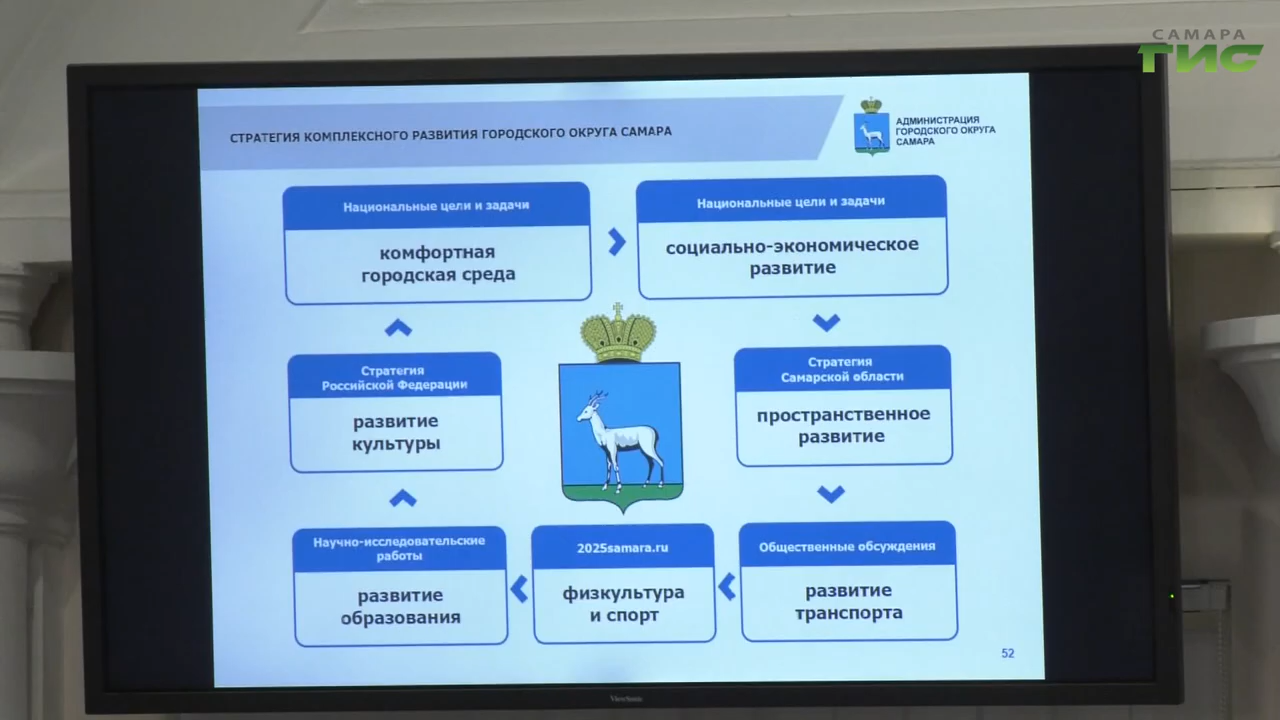 САМАРА
ГИС
СТРАТЕГИЯ КОМПЛЕКСНОГО РАЗВИТИЯ ГОРОДСКОГО ОКРУГА САМАРА
АДМИНИСТРАЦИЯ
ГОРОДСКОГО ОКРУГА
САМАРА
Национальные цели и задачи
комфортная
городская среда
Национальные цели и задачи
социально-экономическое
развитие
Стратегия
Российской Федерации
развитие
культуры
Стратегия
Самарской области
пространственное
развитие
Научно-исследовательские
работы
развитие
образования
2025samara.ru
физкультура
и спорт
Общественные обсуждения
развитие
транспорта
52
ViewSonic